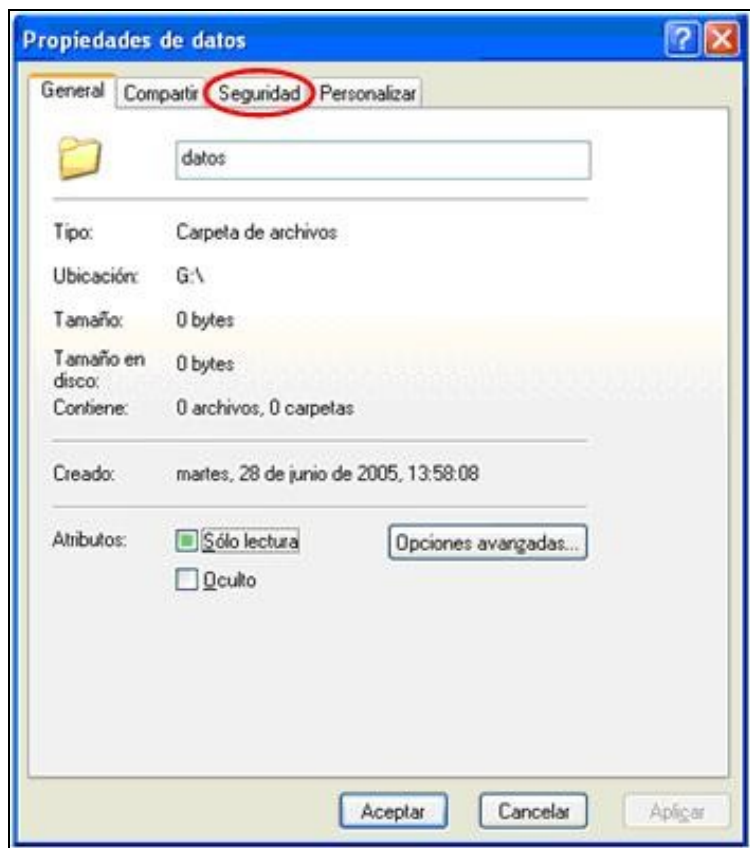 Propiedades de datos
General Compartir Seguridad Personalizar
datos
Tipo: Carpeta de archivos
Ubicación: G:\
Tamaño: 0 bytes
Tamaño en disco: 0 bytes
Contiene: 0 archivos, 0 carpetas
Creado: martes, 28 de junio de 2005, 13:58:08
Atributos: Sólo lectura Opciones avanzadas...
Oculto
Aceptar Cancelar Aplicar